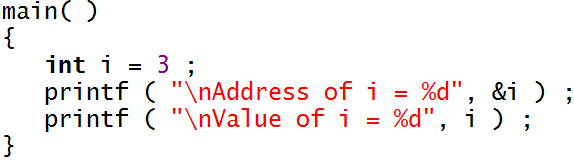 main( )
{
int i = 3 ;
printf ( "\nAddress of i = %d", &i ) ;
printf ( "\nValue of i = %d", i ) ;
}